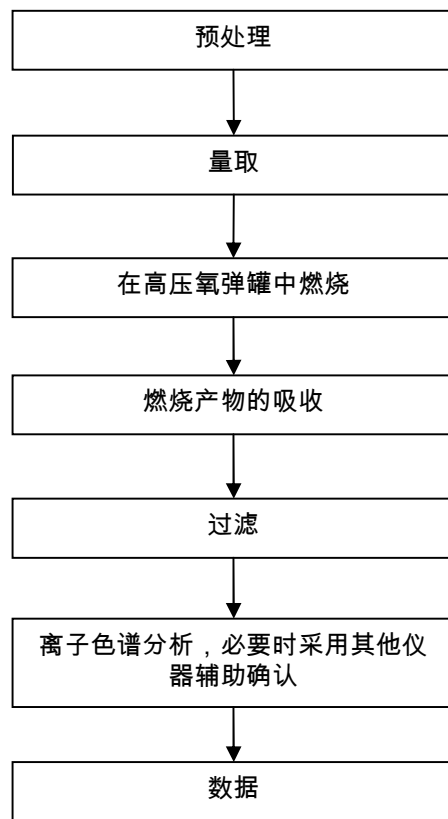 预处理
量取
在高压氧弹罐中燃烧
燃烧产物的吸收
过滤
离子色谱分析，必要时采用其他仪
器辅助确认
数据